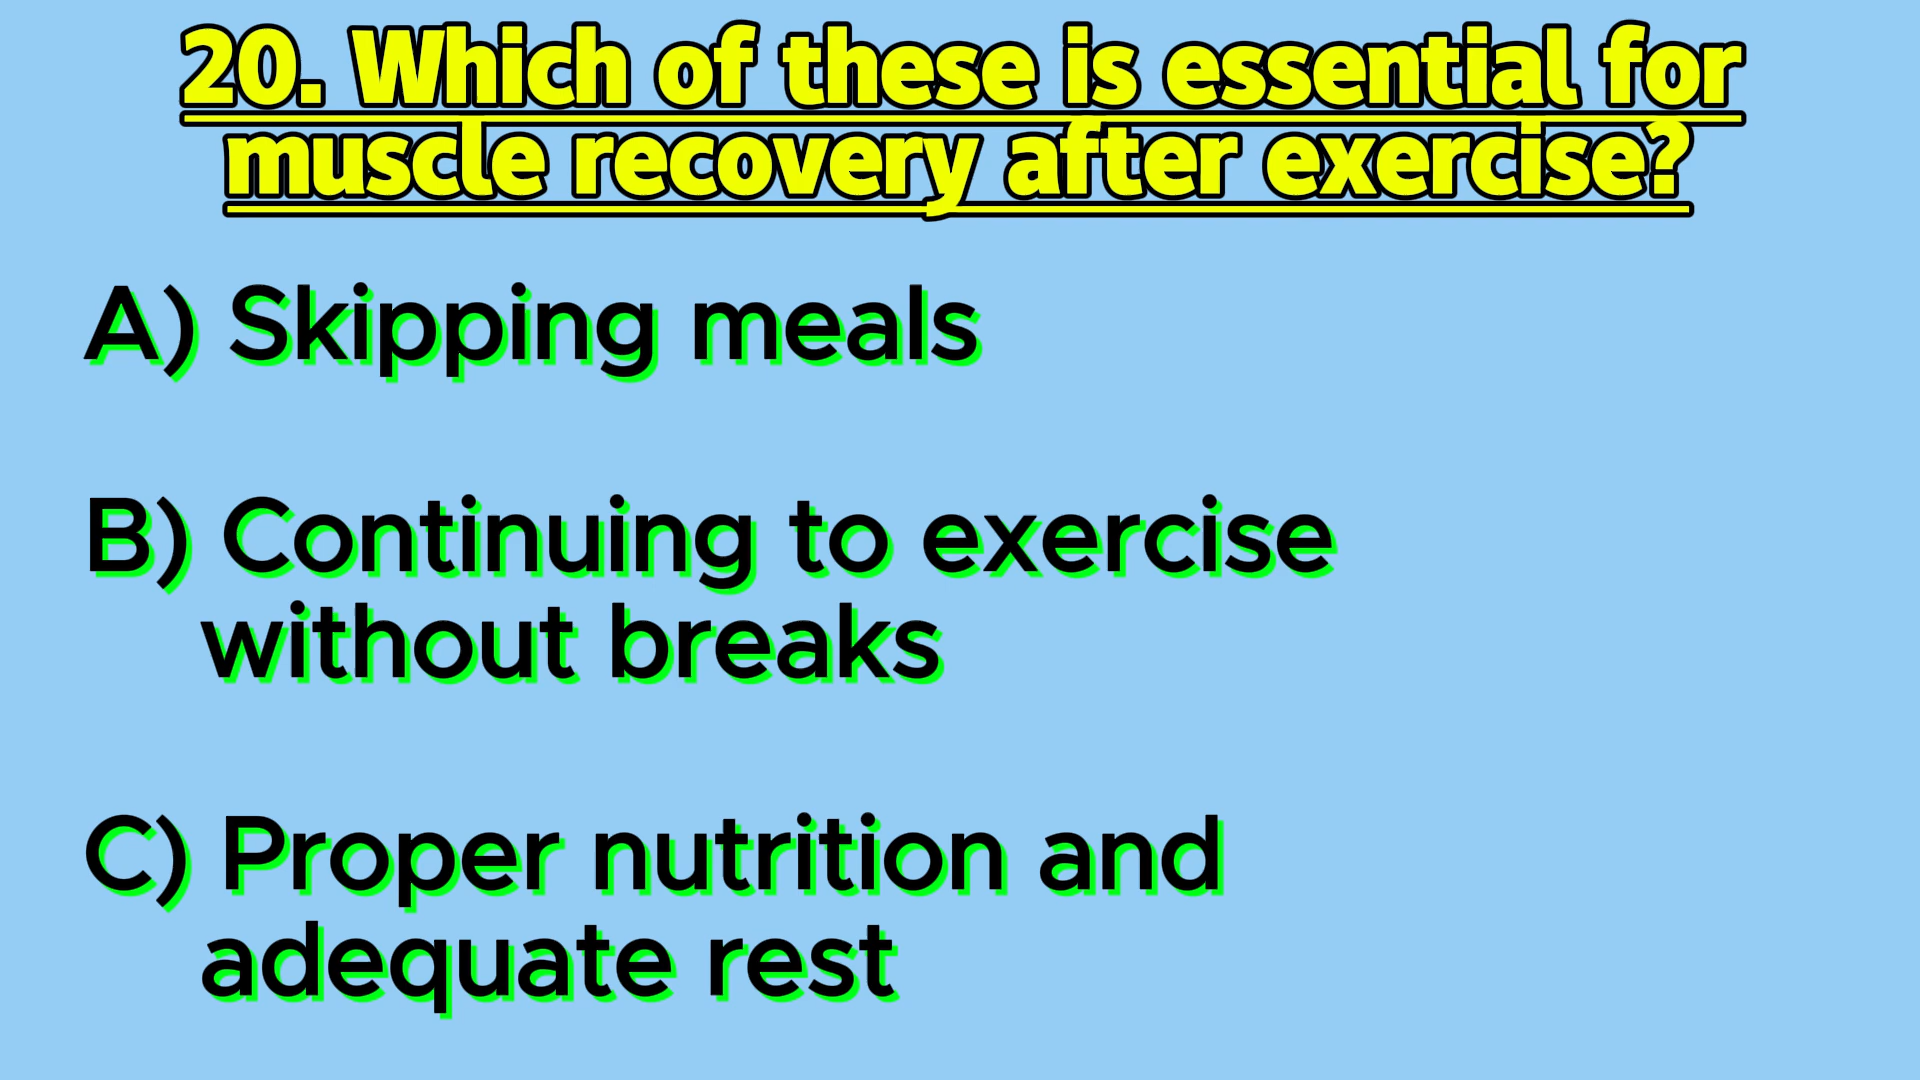 20. Which of these is essential for
muscle recovery after exercise?
A) Skipping meals
B) Continuing to exercise
without breaks
C) Proper nutrition and
adequate rest